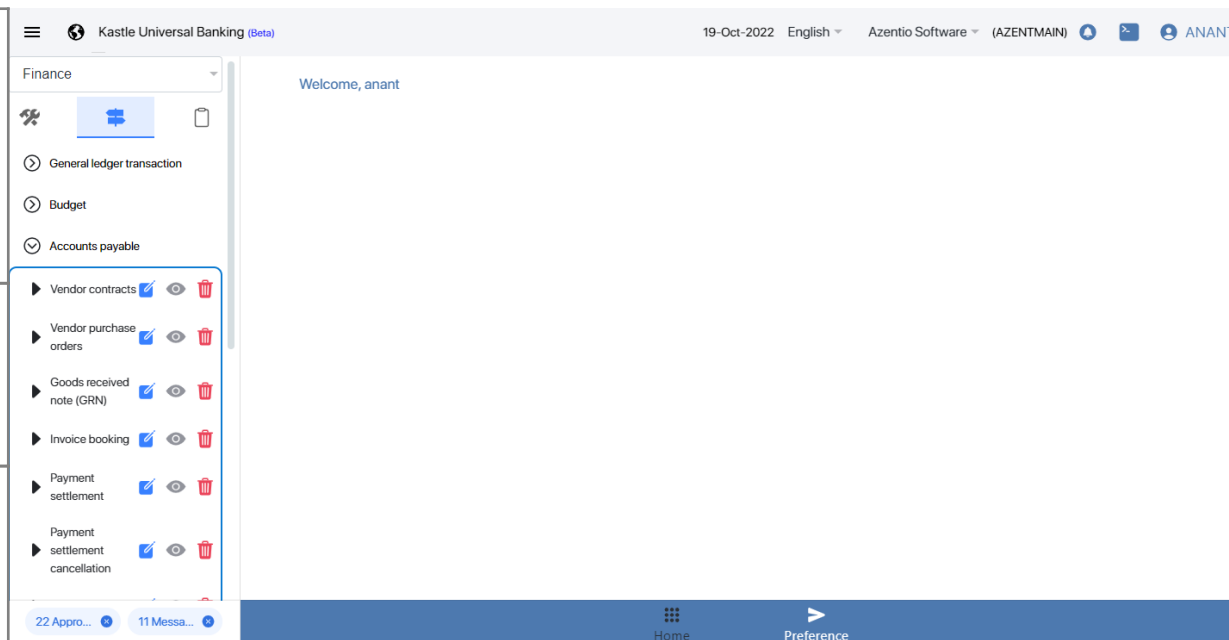 Kastle Universal Banking (Beta)
19-Oct-2022 English Azentio Software (AZENTMAIN) ANANT
Finance
Welcome, anant
General ledger transaction
Budget
Accounts payable
Vendor contracts
Vendor purchase
orders
Goods received
note (GRN)
Invoice booking
Payment
settlement
Payment
settlement
cancellation
22 Appro...
11 Messa...
Home
Preference